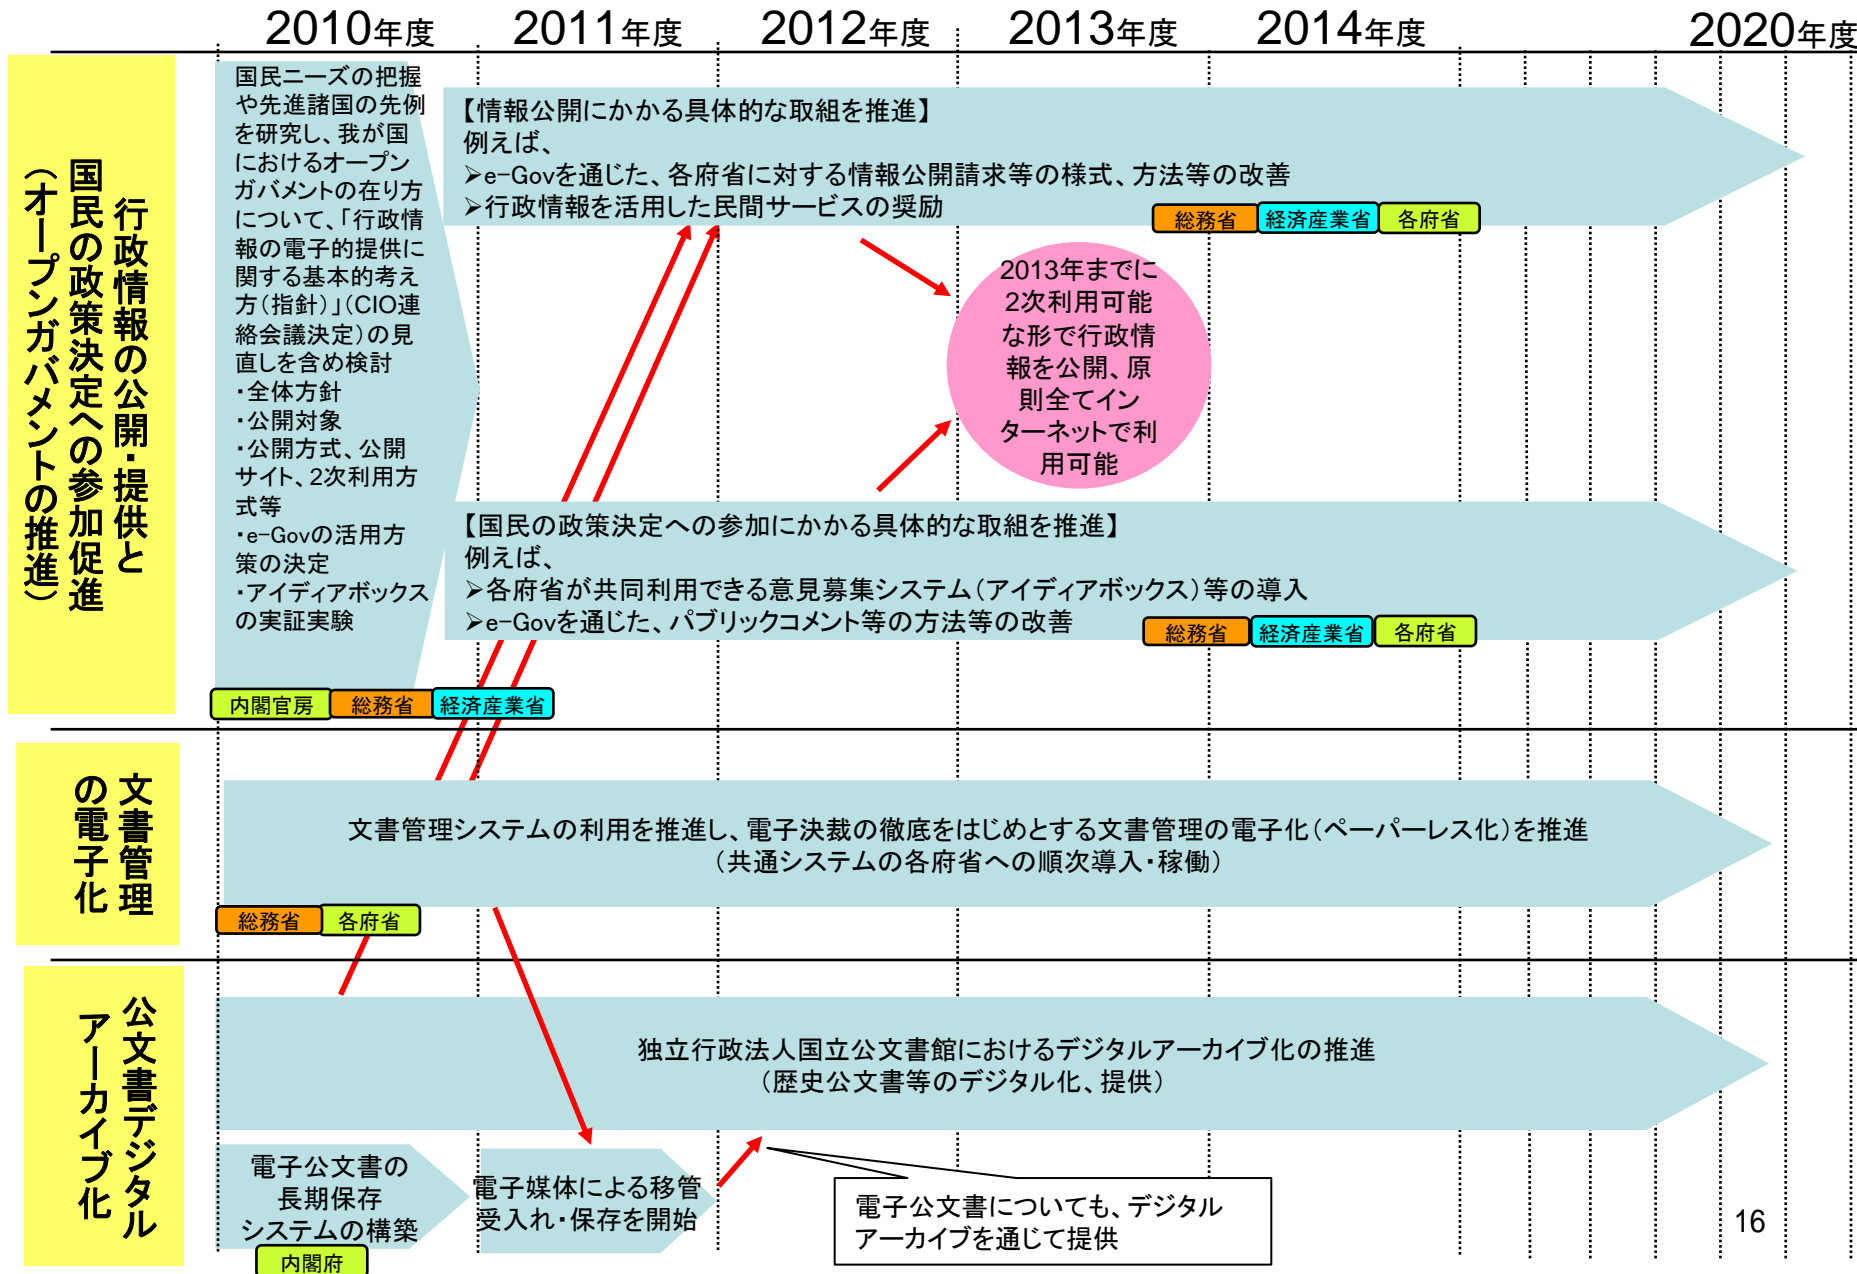 2010年度
2011年度
2012年度
2013年度
2014年度
2020年度
行政情報の公開・提供と
国民の政策決定への参加促進
（オープンガバメントの推進）
国民ニーズの把握
や先進諸国の先例
を研究し、我が国
におけるオープン
ガバメントの在り方
について、「行政情
報の電子的提供に
関する基本的考え
方（指針）」（CIO連
絡会議決定）の見
直しを含め検討
・全体方針
・公開対象
・公開方式、公開
サイト、2次利用方
式等
・e-Govの活用方
策の決定
・アイディアボックス
の実証実験
内閣官房
総務省
経済産業省
【情報公開にかかる具体的な取組を推進】
例えば、
➢e-Govを通じた、各府省に対する情報公開請求等の様式、方法等の改善
➢行政情報を活用した民間サービスの奨励
総務省
経済産業省
各府省
2013年までに
2次利用可能
な形で行政情
報を公開、原
則全てイン
ターネットで利
用可能
【国民の政策決定への参加にかかる具体的な取組を推進】
例えば、
➢各府省が共同利用できる意見募集システム（アイディアボックス）等の導入
➢e-Govを通じた、パブリックコメント等の方法等の改善
総務省
経済産業省
各府省
文書管理
の電子化
文書管理システムの利用を推進し、電子決裁の徹底をはじめとする文書管理の電子化（ペーパーレス化）を推進
（共通システムの各府省への順次導入・稼働）
総務省
各府省
公文書デジタル
アーカイブ化
独立行政法人国立公文書館におけるデジタルアーカイブ化の推進
（歴史公文書等のデジタル化、提供）
電子公文書の
長期保存
システムの構築
内閣府
電子媒体による移管
受入れ・保存を開始
電子公文書についても、デジタル
アーカイブを通じて提供
16